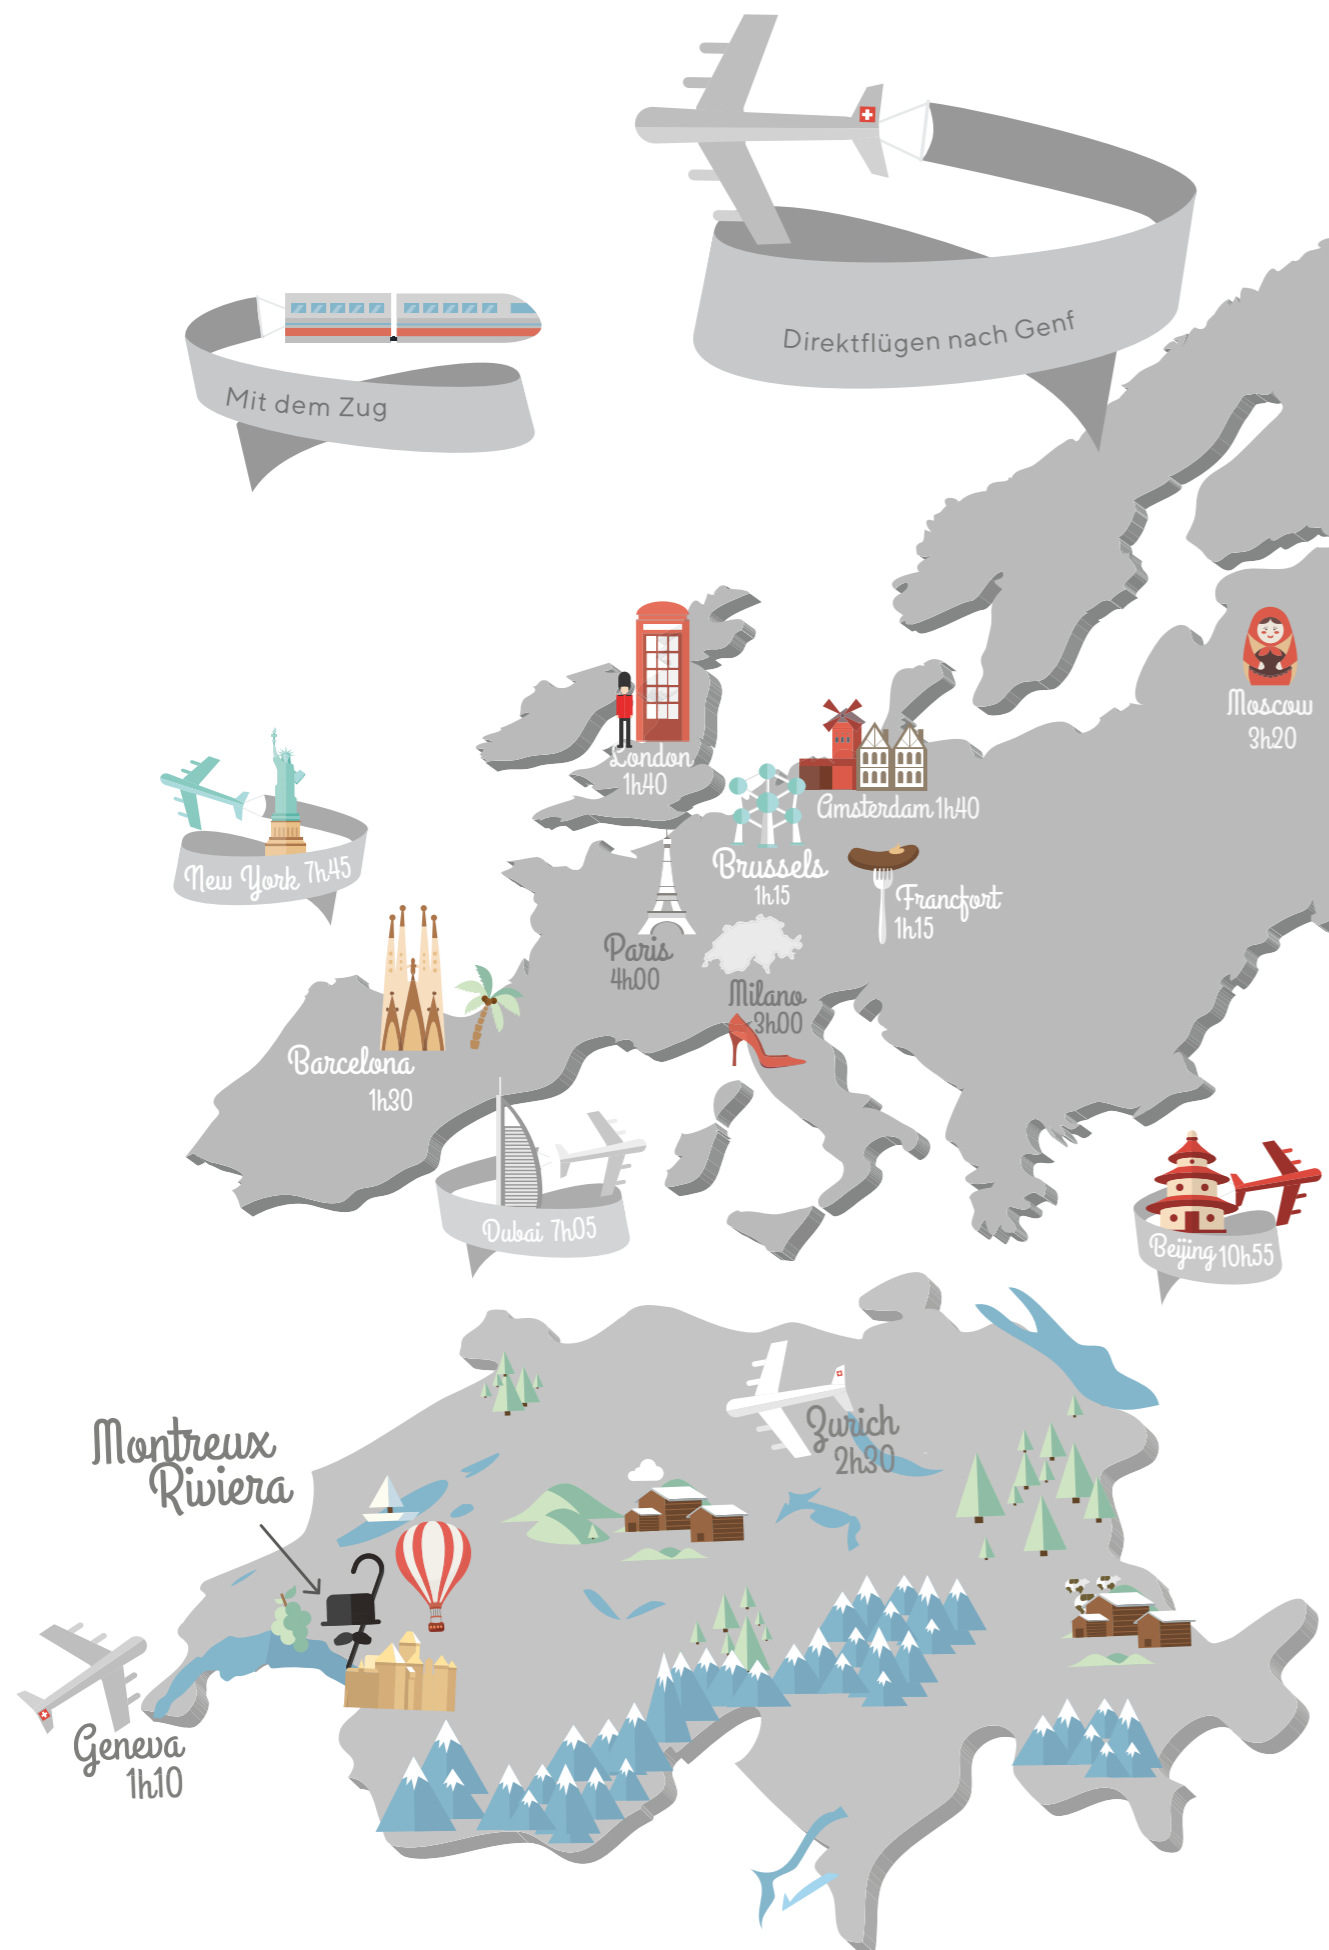 Direktflügen nach Genf
Mit dem Zug
Moscow
3h20
London
1h40
Amsterdam 1h40
New York 7h45
Brussels
1h15
Francfort
1h15
Paris
4h00
Milano
3h00
Barcelona
1h30
Dubai 7h05
Beijing 10h55
Montreux
Riviera
Zurich
2h30
Geneva
1h10